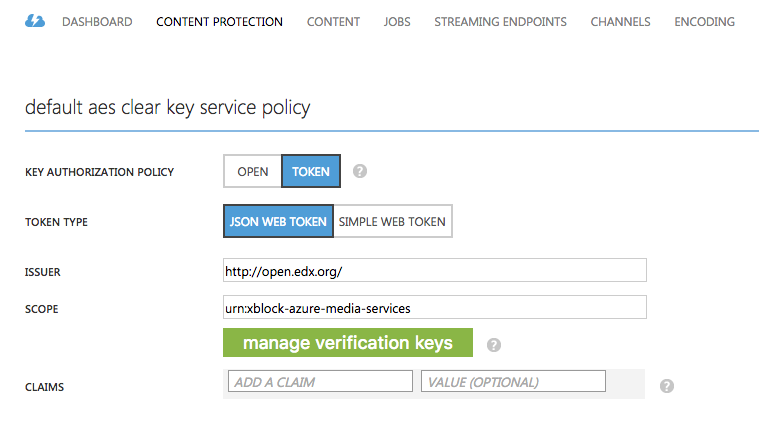 DASHBOARD CONTENT PROTECTION CONTENT JOBS STREAMING ENDPOINTS CHANNELS ENCODING
default aes clear key service policy
KEY AUTHORIZATION POLICY OPEN TOKEN ?
TOKEN TYPE JSON WEB TOKEN SIMPLE WEB TOKEN
ISSUER http://open.edx.org/
SCOPE urn:xblock-azure-media-services
manage verification keys ?
CLAIMS ADD A CLAIM VALUE (OPTIONAL) ?